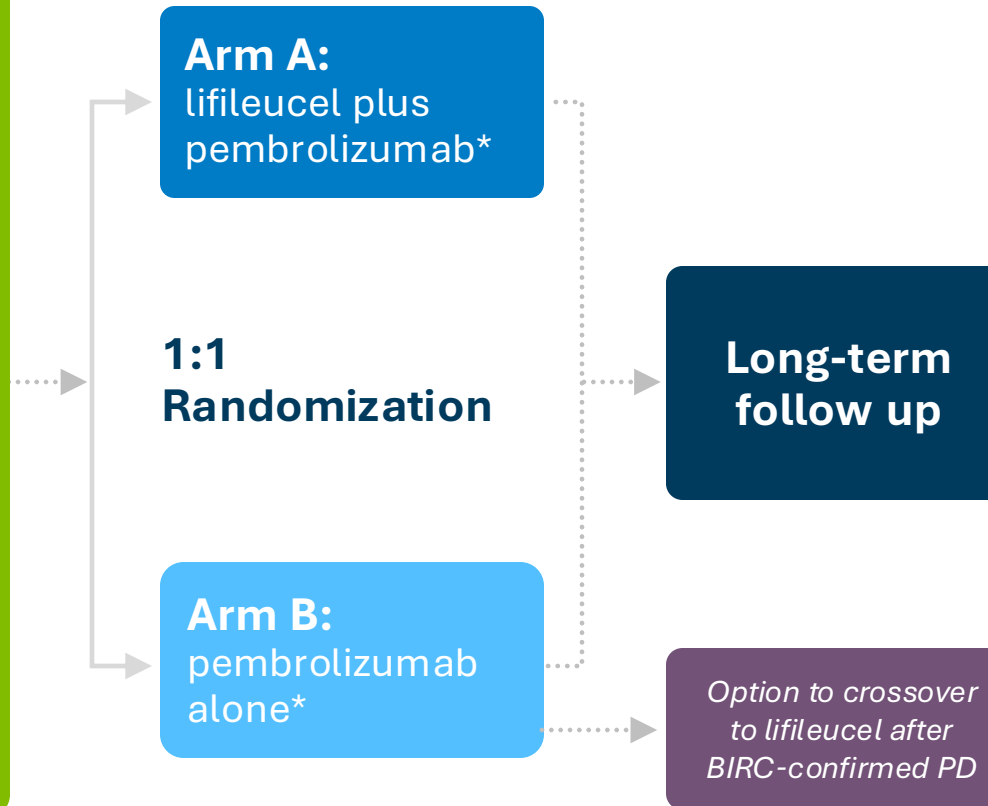 Arm A:
lifileucel plus
pembrolizumab*
1:1
Randomization
Long-term
follow up
Arm B:
pembrolizumab
alone*
Option to crossover
to lifileucel after
BIRC-confirmed PD